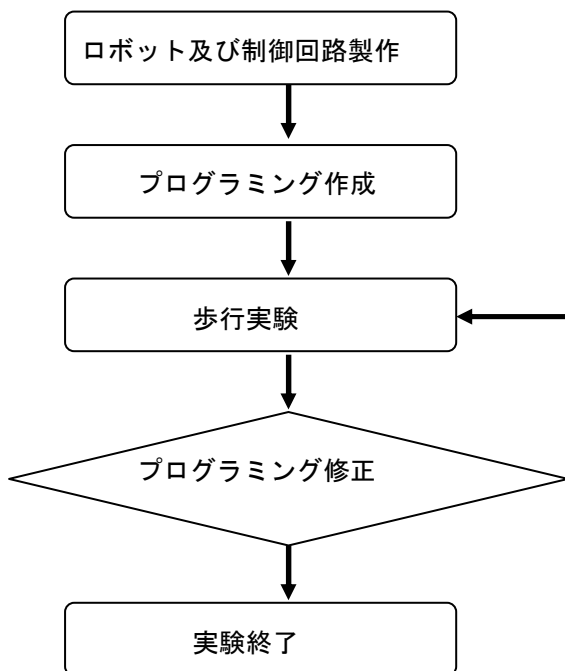 ロボット及び制御回路製作
プログラミング作成
歩行実験
プログラミング修正
実験終了